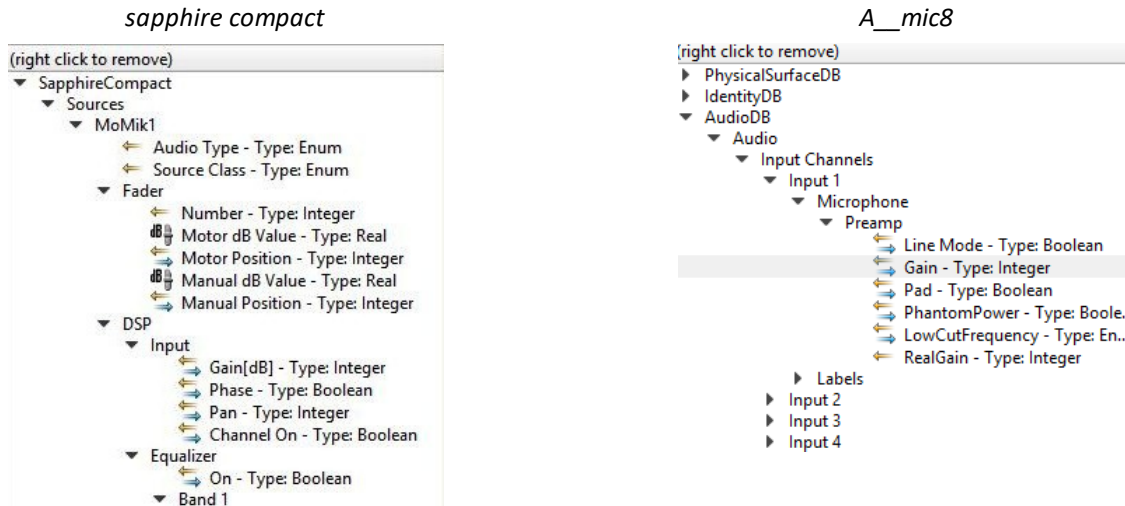 sapphire compact
(right click to remove)
SapphireCompact
Sources
MoMik1
Audio Type - Type: Enum
Source Class - Type: Enum
Fader
Number - Type: Integer
dB Motor dB Value - Type: Real
Motor Position - Type: Integer
dB Manual dB Value - Type: Real
Manual Position - Type: Integer
DSP
Input
Gain[dB] - Type: Integer
Phase - Type: Boolean
Pan - Type: Integer
Channel On - Type: Boolean
Equalizer
On - Type: Boolean
Band 1
A__mic8
(right click to remove)
PhysicalSurfaceDB
IdentityDB
AudioDB
Audio
Input Channels
Input 1
Microphone
Preamp
Line Mode - Type: Boolean
Gain - Type: Integer
Pad - Type: Boolean
PhantomPower - Type: Boole..
LowCutFrequency - Type: En..
RealGain - Type: Integer
Labels
Input 2
Input 3
Input 4